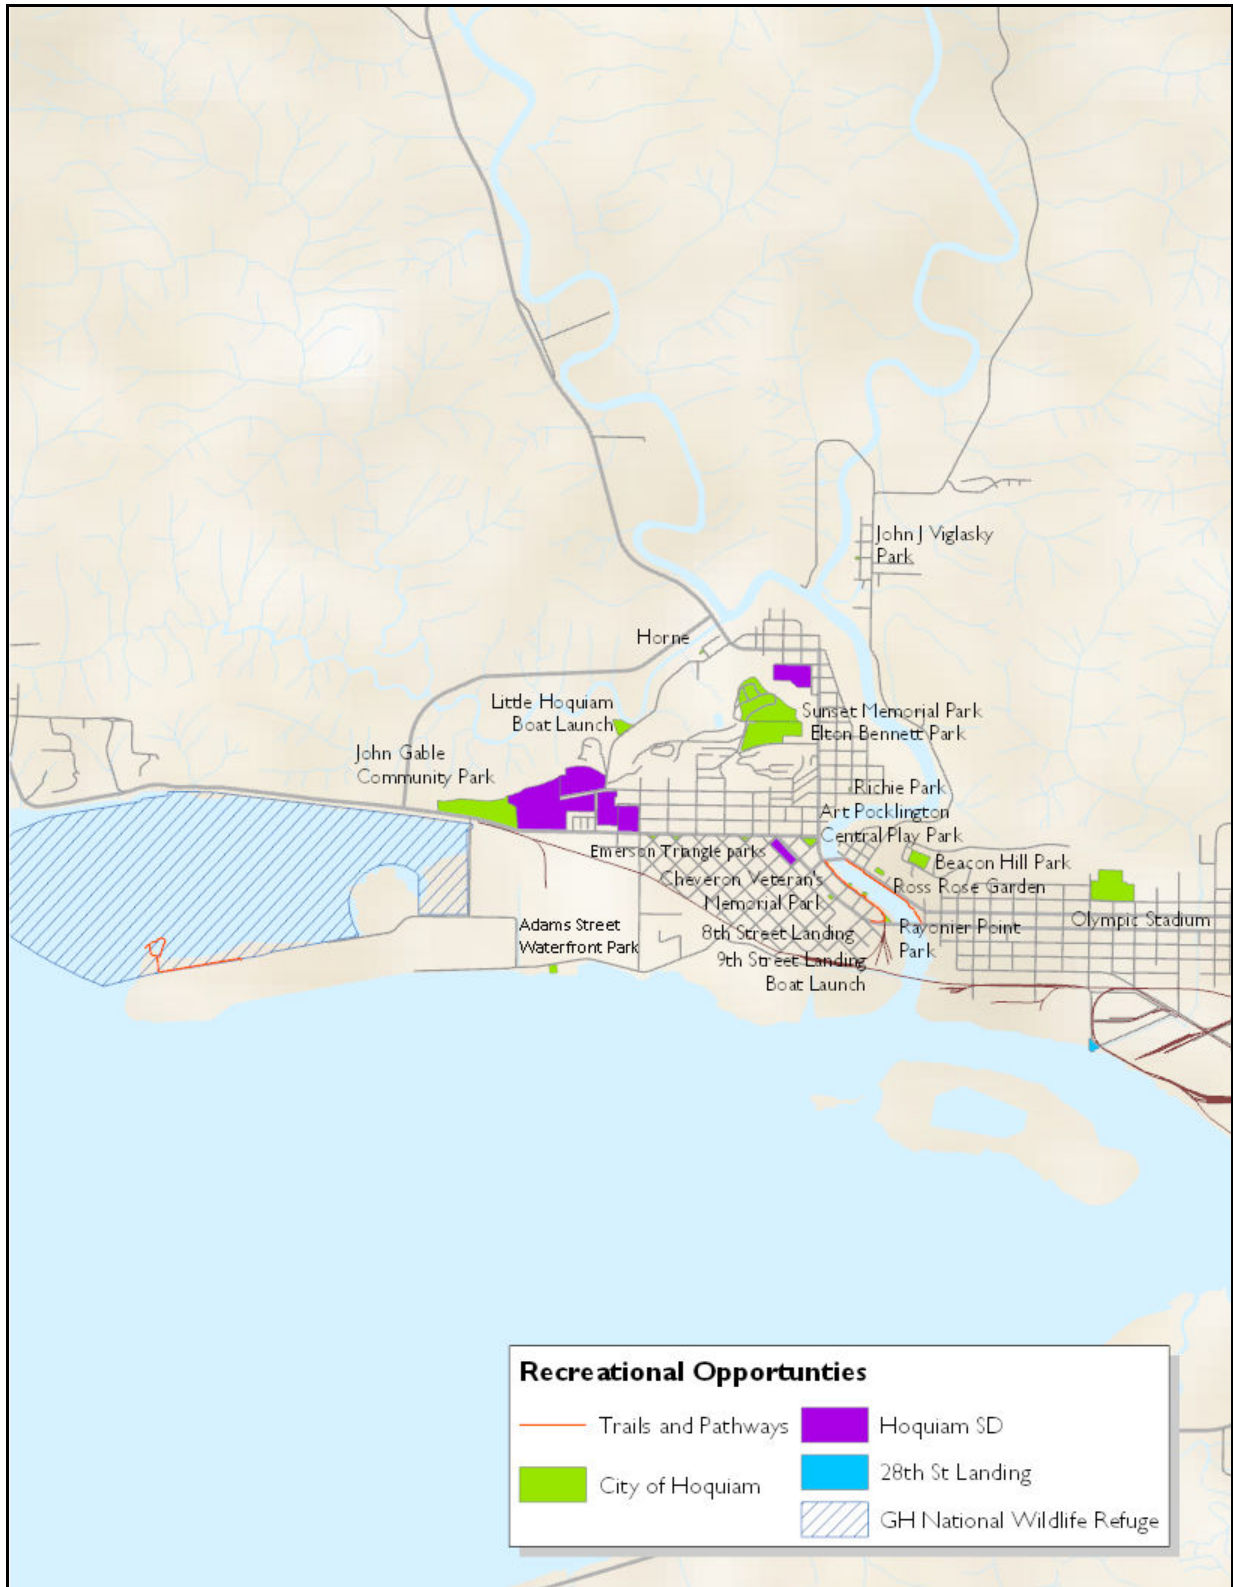 John J Viglasky
Park
Horne
Little Hoquiam
Boat Launch
Sunset Memorial Park
Elton Bennett Park
John Gable
Community Park
Richie Park
Art Pocklington
Central Play Park
Emerson Triangle parks
Beacon Hill Park
Cheveron Veteran's
Memorial Park
Ross Rose Garden
Olympic Stadium
Adams Street
Waterfront Park
Rayonier Point
Park
8th Street Landing
9th Street Landing
Boat Launch
Recreational Opportunties
Trails and Pathways
Hoquiam SD
City of Hoquiam
28th St Landing
GH National Wildlife Refuge